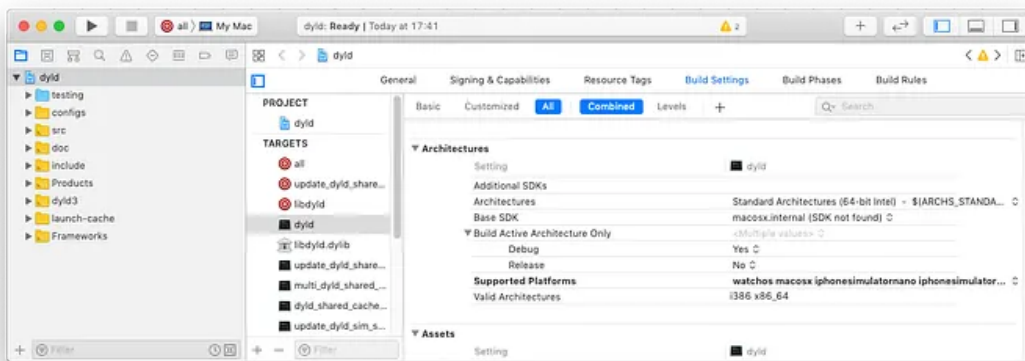 all My Mac
dyld: Ready | Today at 17:41
2
dyld
testing
configs
src
doc
include
Products
dyld3
launch-cache
Frameworks
Filter
dyld
General Signing & Capabilities Resource Tags Build Settings Build Phases Build Rules
PROJECT
dyld
TARGETS
all
update_dyld_share...
libdyld
dyld
libdyld.dylib
update_dyld_share...
multi_dyld_shared_...
dyld_shared_cache...
update_dyld_sim_s...
Filter
Basic Customized All Combined Levels Search
Architectures
Setting dyld
Additional SDKs
Architectures Standard Architectures (64-bit Intel) - $(ARCHS_STANDA...
Base SDK macosx.internal (SDK not found)
Build Active Architecture Only <Multiple values>
Debug Yes
Release No
Supported Platforms watchos macosx iphonesimulatornano iphonesimulator...
Valid Architectures i386 x86_64
Assets
Setting dyld